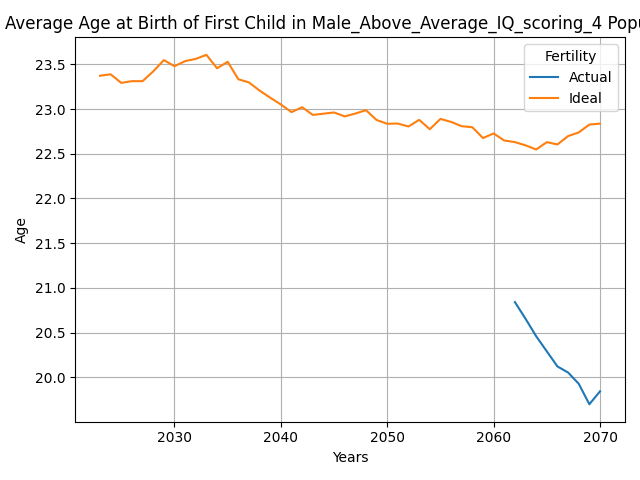 Average Age at Birth of First Child in Male_Above_Average_IQ_scoring_4 Popu
Fertility
Actual
Ideal
23.5
23.0
22.5
22.0
21.5
21.0
20.5
20.0
Age
2030 2040 2050 2060 2070
Years